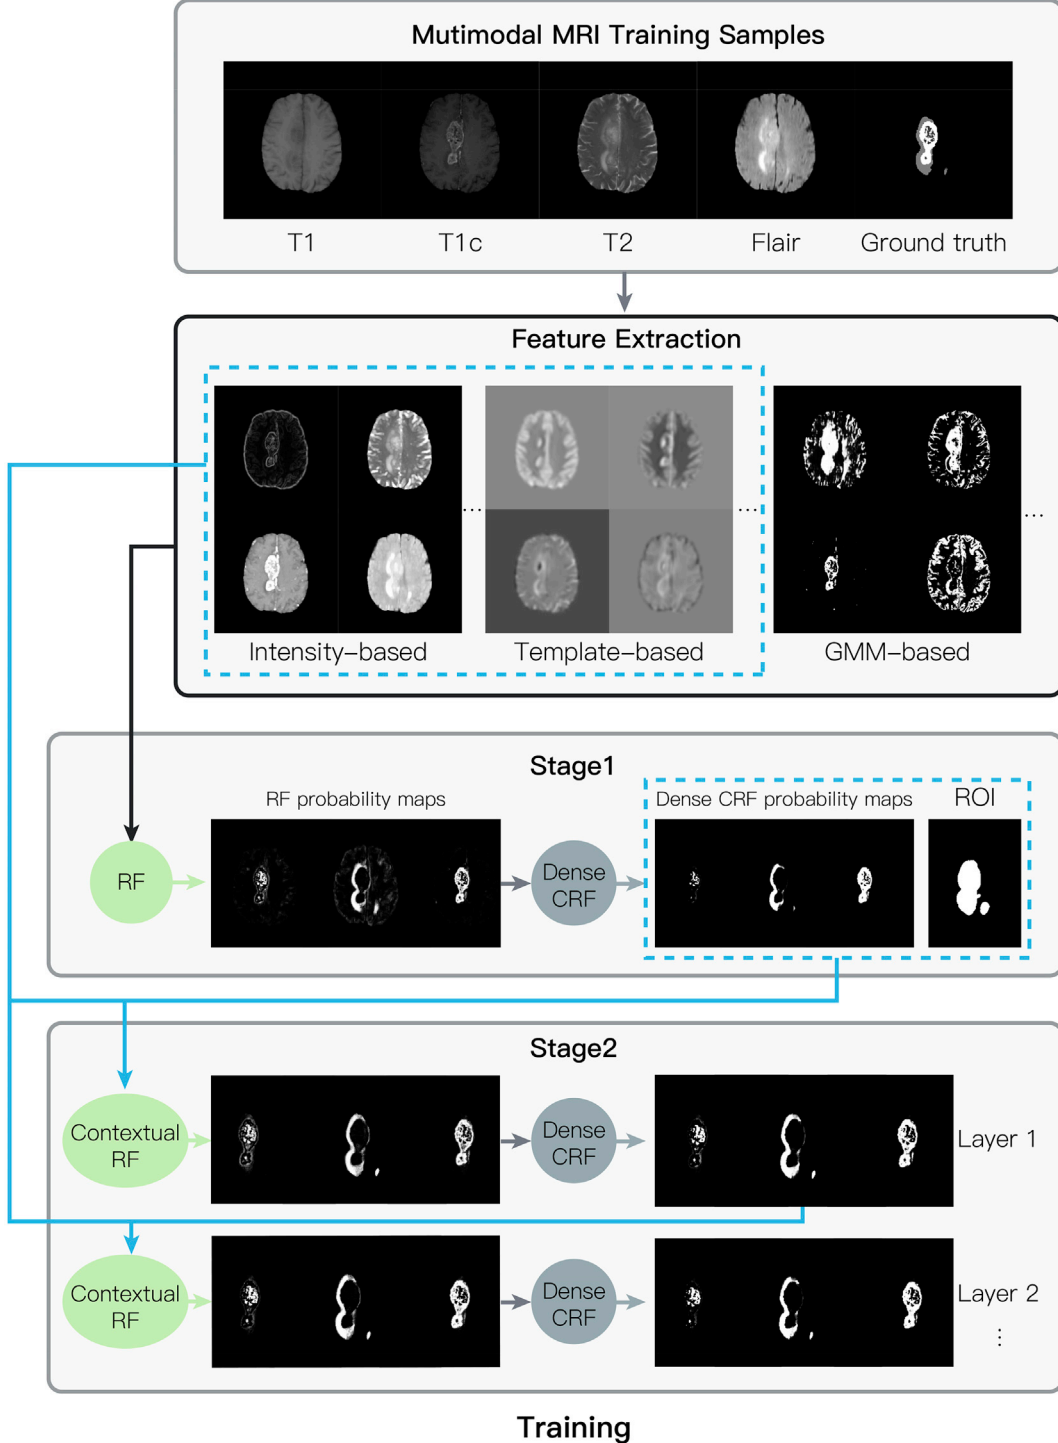 Mutimodal MRI Training Samples
T1
T1c
T2
Flair
Ground truth
Feature Extraction
...
...
...
Intensity-based
Template-based
GMM-based
Stage1
RF probability maps
Dense CRF probability maps
ROI
RF
Dense
CRF
Stage2
Contextual
RF
Dense
CRF
Layer 1
Contextual
RF
Dense
CRF
Layer 2
⋮
Training